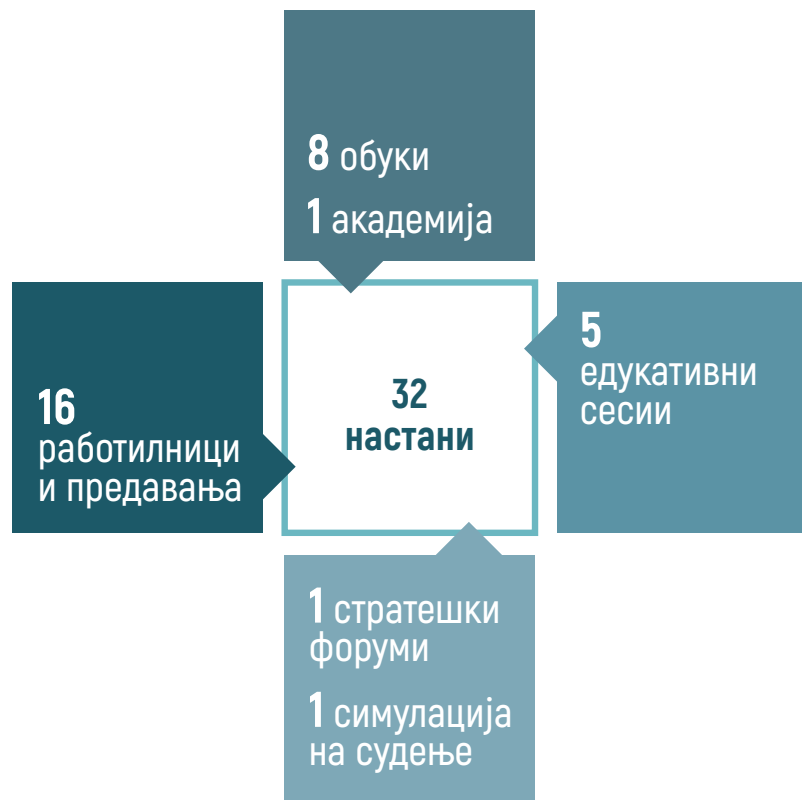 8 обуки
1 академија
16
работилници
и предавања
32
настани
5
едукативни
сесии
1 стратешки
форуми
1 симулација
на судење